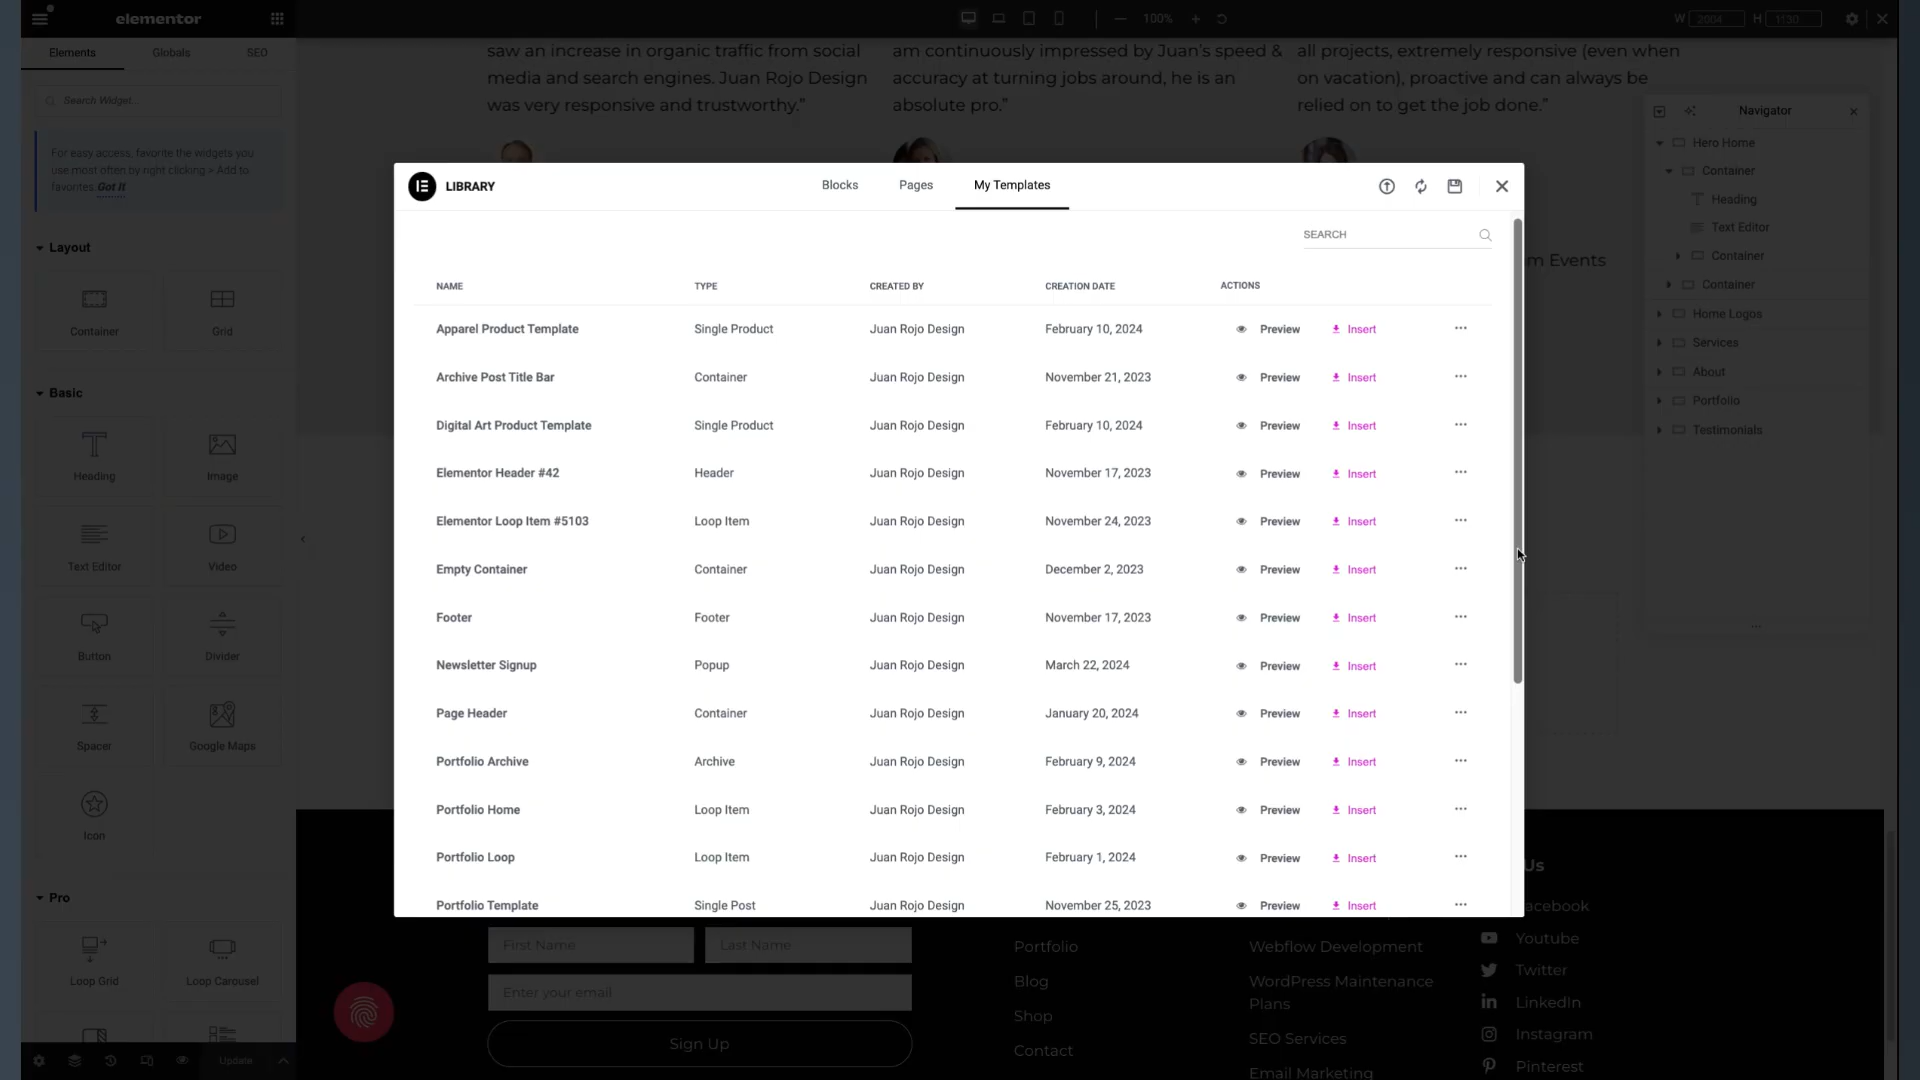 elementor
100%
W 2004 H 1130
Elements Globals SEO
Search Widget...
For easy access, favorite the widgets you
use most often by right clicking > Add to
favorites. Got It
Layout
Container Grid
Basic
Heading Image
Text Editor Video
Button Divider
Spacer Google Maps
Icon
Pro
Loop Grid Loop Carousel
Update
saw an increase in organic traffic from social
media and search engines. Juan Rojo Design
was very responsive and trustworthy.”
am continuously impressed by Juan’s speed &
accuracy at turning jobs around, he is an
absolute pro.”
all projects, extremely responsive (even when
on vacation), proactive and can always be
relied on to get the job done.”
m Events
LIBRARY
Blocks Pages My Templates
SEARCH
NAME TYPE CREATED BY CREATION DATE ACTIONS
Apparel Product Template Single Product Juan Rojo Design February 10, 2024 Preview Insert ...
Archive Post Title Bar Container Juan Rojo Design November 21, 2023 Preview Insert ...
Digital Art Product Template Single Product Juan Rojo Design February 10, 2024 Preview Insert ...
Elementor Header #42 Header Juan Rojo Design November 17, 2023 Preview Insert ...
Elementor Loop Item #5103 Loop Item Juan Rojo Design November 24, 2023 Preview Insert ...
Empty Container Container Juan Rojo Design December 2, 2023 Preview Insert ...
Footer Footer Juan Rojo Design November 17, 2023 Preview Insert ...
Newsletter Signup Popup Juan Rojo Design March 22, 2024 Preview Insert ...
Page Header Container Juan Rojo Design January 20, 2024 Preview Insert ...
Portfolio Archive Archive Juan Rojo Design February 9, 2024 Preview Insert ...
Portfolio Home Loop Item Juan Rojo Design February 3, 2024 Preview Insert ...
Portfolio Loop Loop Item Juan Rojo Design February 1, 2024 Preview Insert ...
Portfolio Template Single Post Juan Rojo Design November 25, 2023 Preview Insert ...
Navigator
Hero Home
Container
Heading
Text Editor
Container
Container
Home Logos
Services
About
Portfolio
Testimonials
...
First Name Last Name
Enter your email
Sign Up
Portfolio
Blog
Shop
Contact
Webflow Development
WordPress Maintenance
Plans
SEO Services
Email Marketing
Us
acebook
Youtube
Twitter
LinkedIn
Instagram
Pinterest